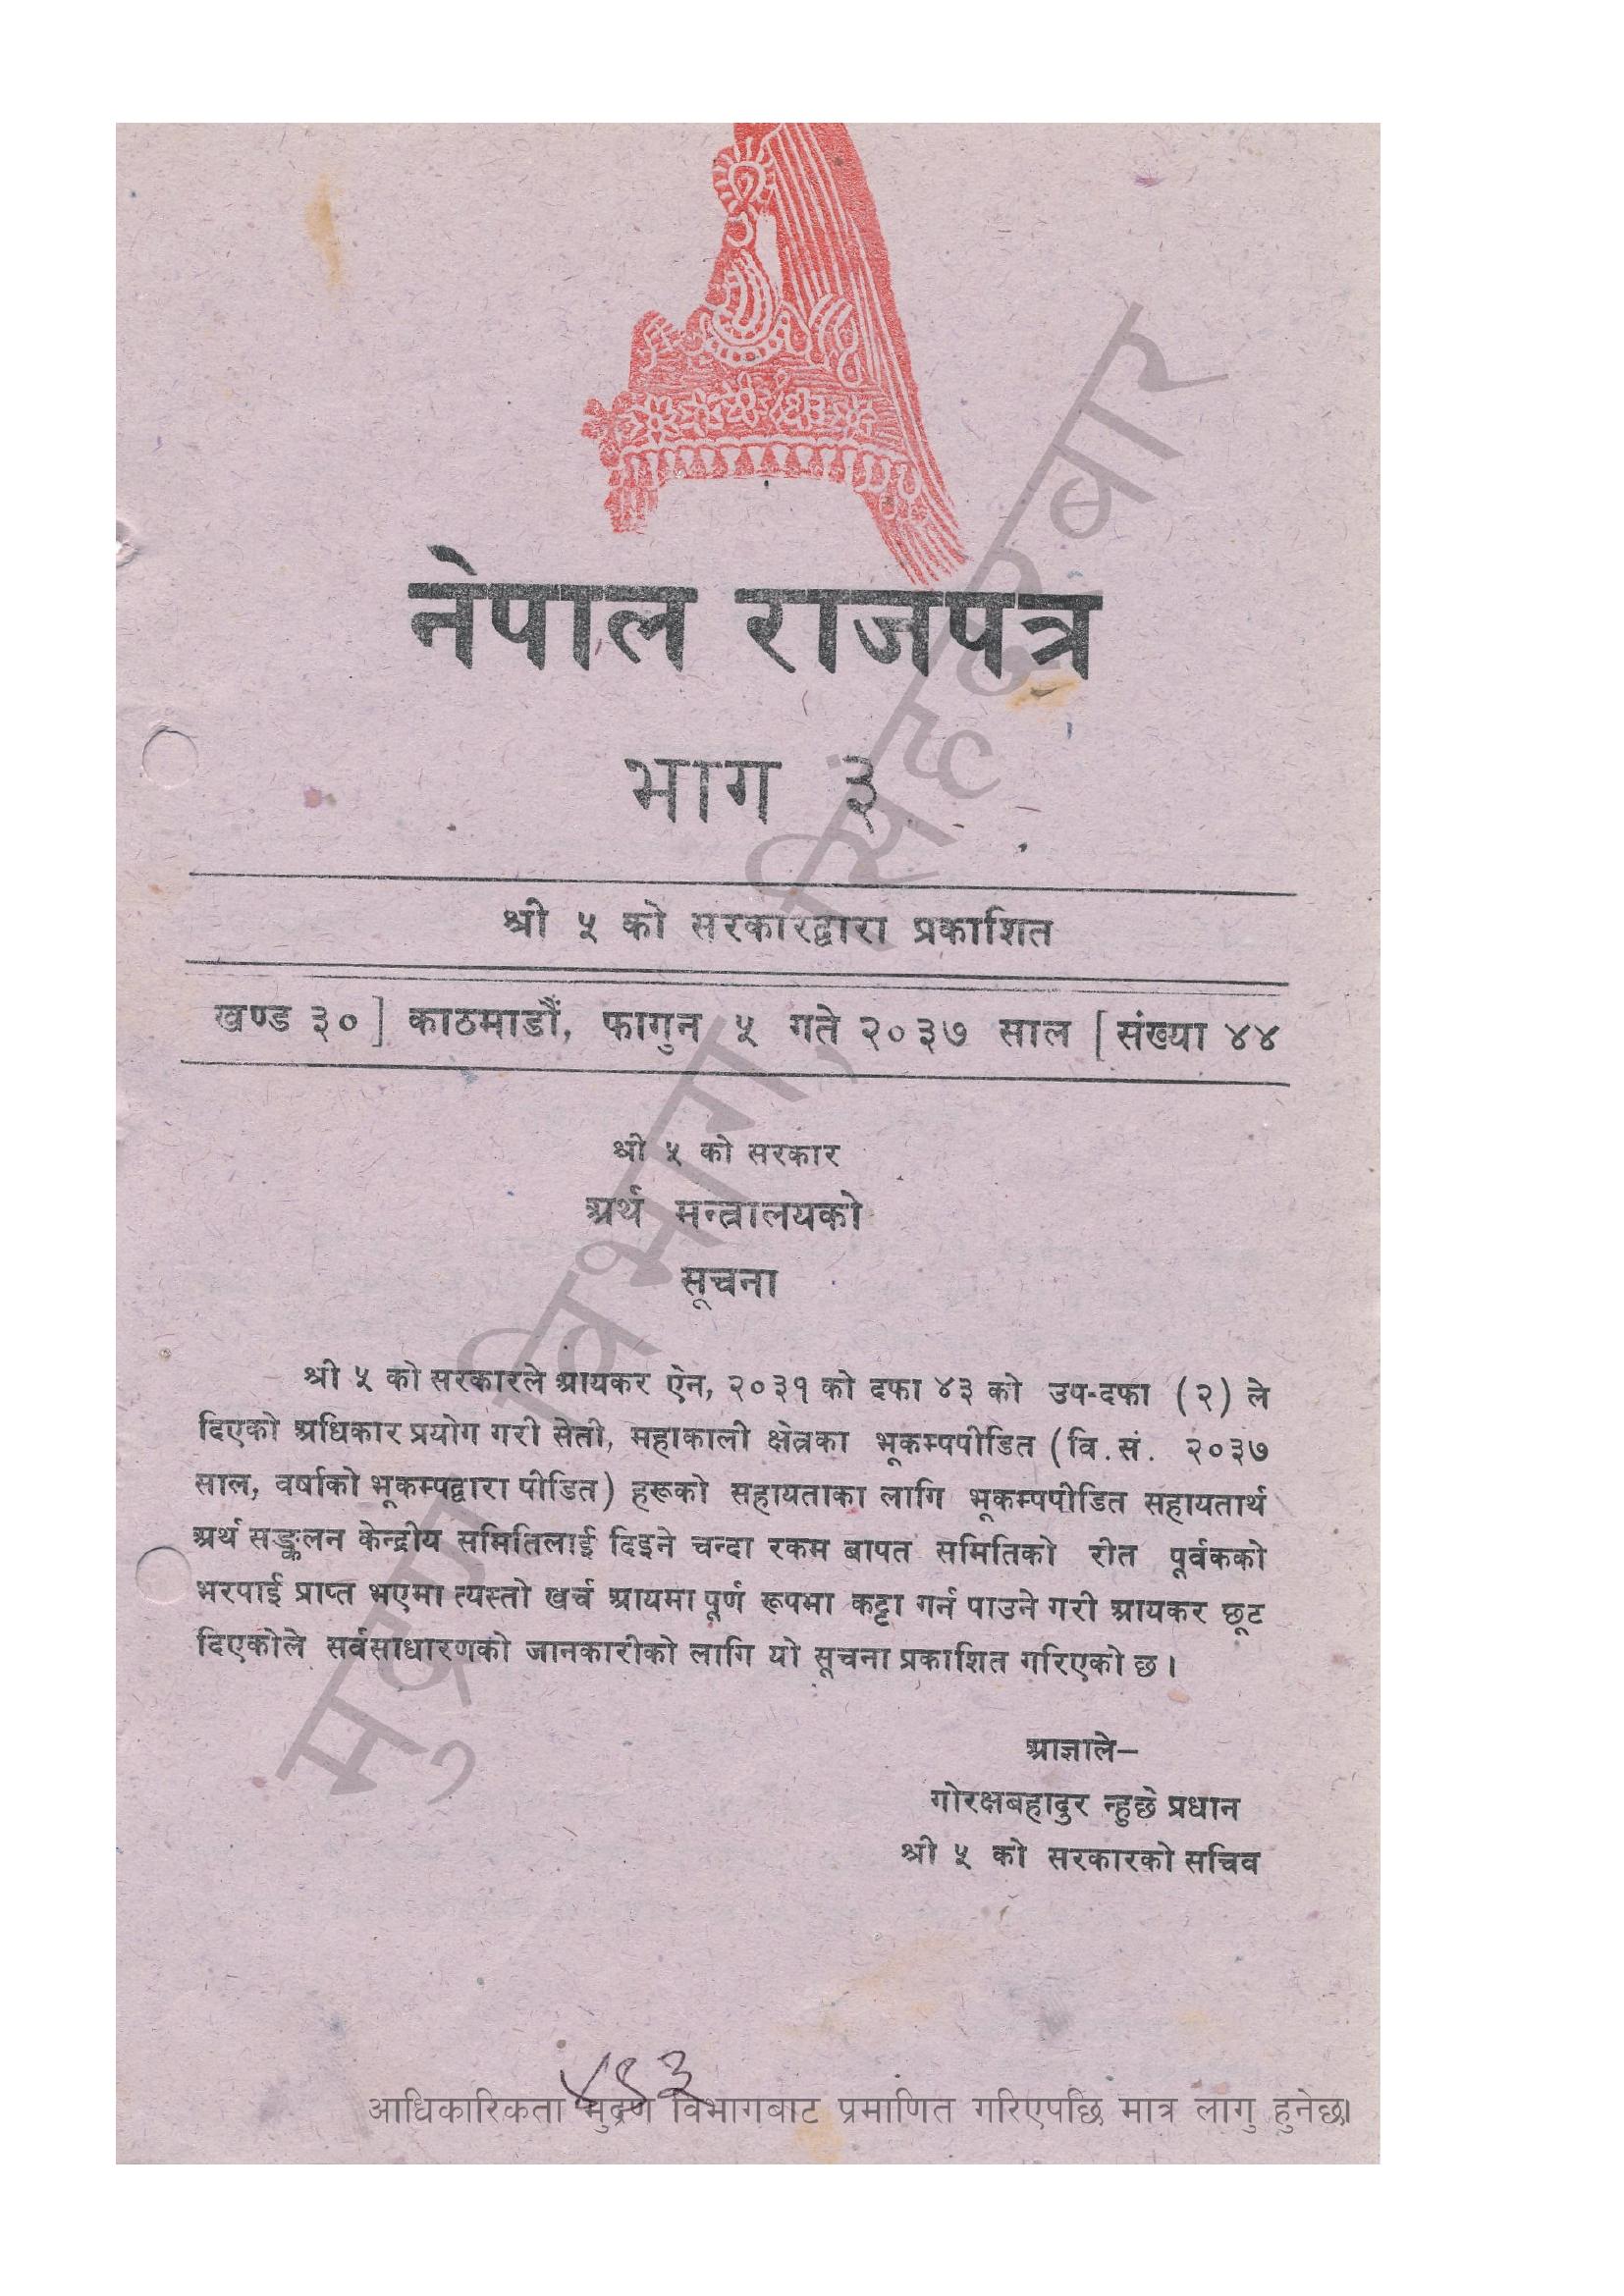 नेपाल राजपत्र
भाग ३
श्री ५ को सरकारद्वारा प्रकाशित
खण्ड ३०] काठमाडौं, फागुन ५ गते २०३७ साल [संख्या ४४
श्री ५ को सरकार
अर्थ मन्त्रालयको
सूचना
श्री ५ को सरकारले आयकर ऐन, २०३१ को दफा ४३ को उप-दफा (२) ले
दिएको अधिकार प्रयोग गरी सेती, महाकाली क्षेत्रका भूकम्पपीडित (वि.सं. २०३७
साल, वर्षाको भूकम्पद्वारा पीडित) हरूको सहायताका लागि भूकम्पपीडित सहायतार्थ
अर्थ सङ्कलन केन्द्रीय समितिलाई दिइने चन्दा रकम बापत समितिको रीत पूर्वकको
भरपाई प्राप्त भएमा त्यस्तो खर्च आयमा पूर्ण रूपमा कट्टा गर्न पाउने गरी आयकर छूट
दिएकोले सर्वसाधारणको जानकारीको लागि यो सूचना प्रकाशित गरिएको छ।
आज्ञाले–
गोरक्षबहादुर न्हुछे प्रधान
श्री ५ को सरकारको सचिव
४९३
आधिकारिकता मुद्रण विभागबाट प्रमाणित गरिएपछि मात्र लागु हुनेछ।
मुद्रण विभाग, सिंहदरबार